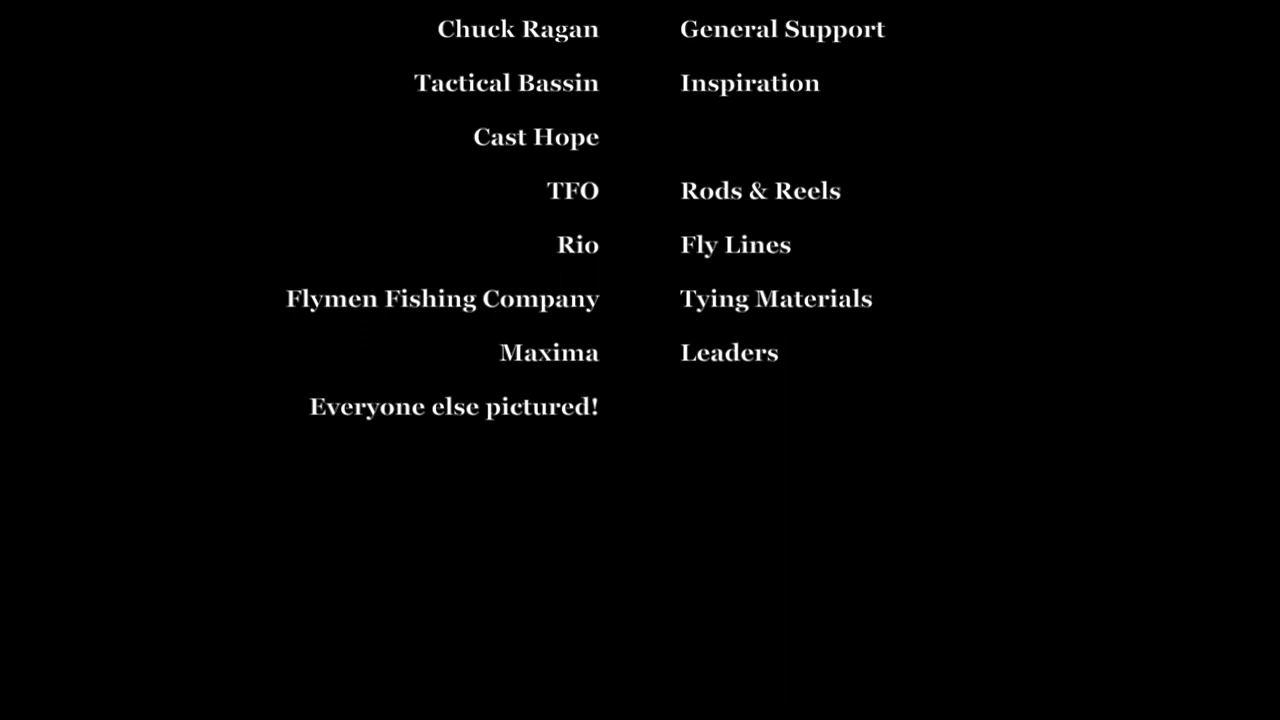 Chuck Ragan General Support
Tactical Bassin Inspiration
Cast Hope
TFO Rods & Reels
Rio Fly Lines
Flymen Fishing Company Tying Materials
Maxima Leaders
Everyone else pictured!